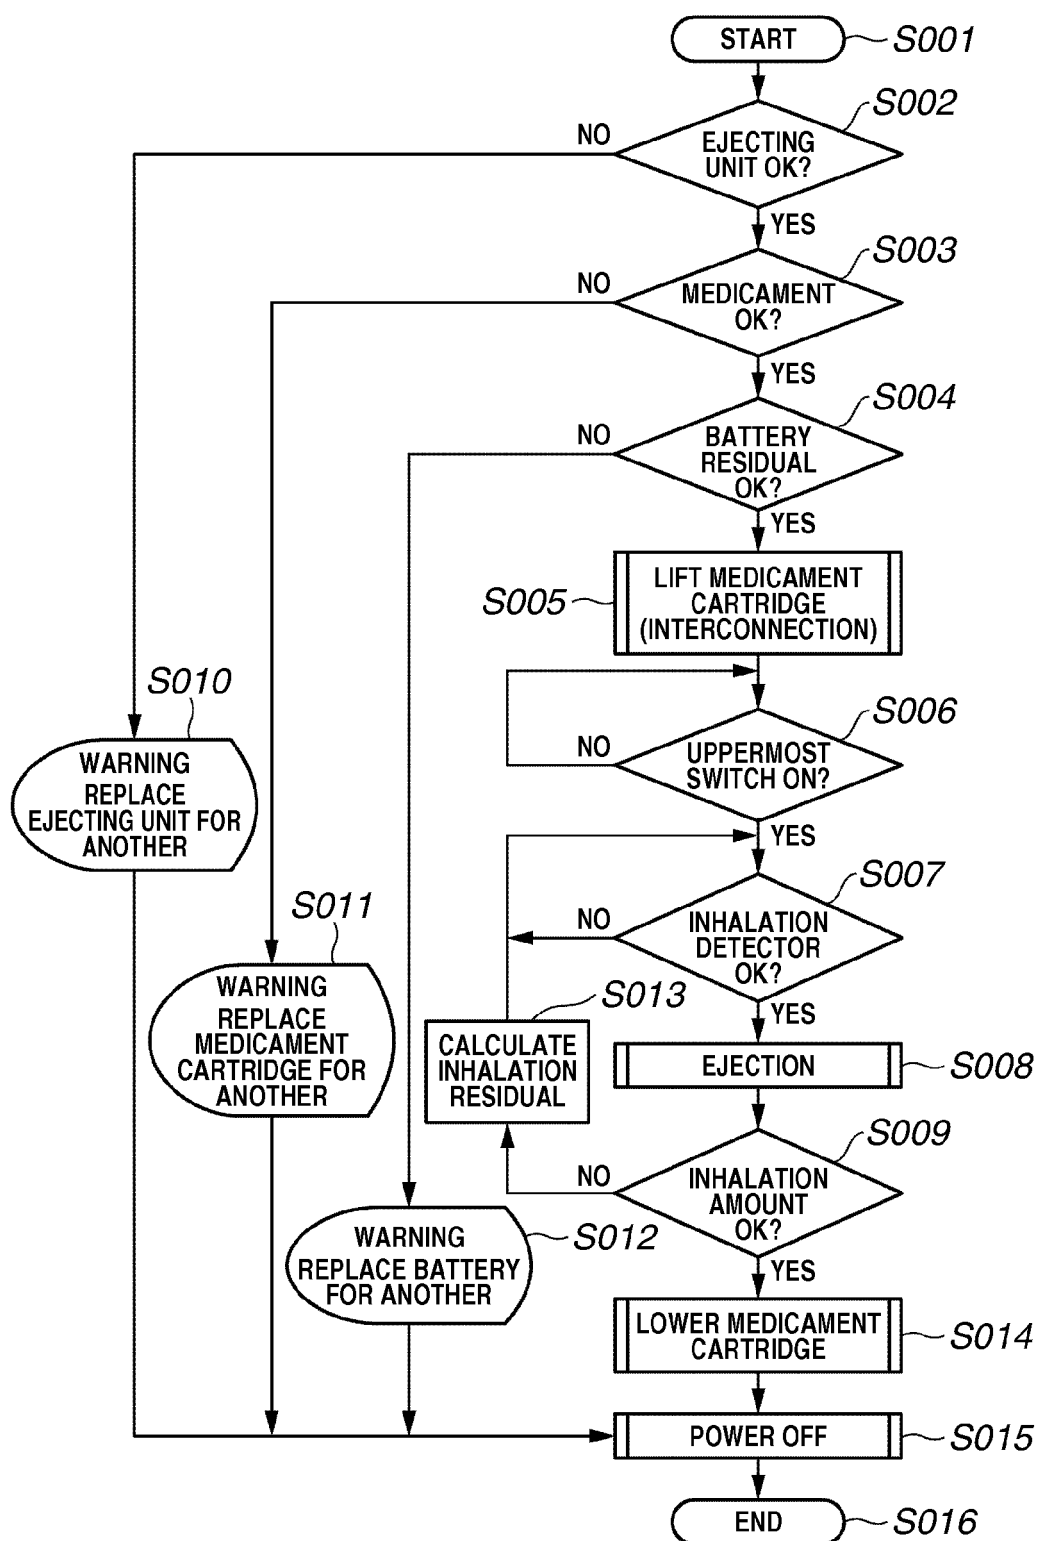 START
S001
S002
NO
EJECTING
UNIT OK?
YES
S003
NO
MEDICAMENT
OK?
YES
S004
NO
BATTERY
RESIDUAL
OK?
YES
S005
LIFT MEDICAMENT
CARTRIDGE
(INTERCONNECTION)
S010
WARNING
REPLACE
EJECTING UNIT FOR
ANOTHER
S006
NO
UPPERMOST
SWITCH ON?
YES
S007
NO
INHALATION
DETECTOR
OK?
YES
S011
WARNING
REPLACE
MEDICAMENT
CARTRIDGE FOR
ANOTHER
S013
CALCULATE
INHALATION
RESIDUAL
EJECTION
S008
S009
NO
INHALATION
AMOUNT
OK?
YES
S012
WARNING
REPLACE BATTERY
FOR ANOTHER
LOWER MEDICAMENT
CARTRIDGE
S014
POWER OFF
S015
END
S016